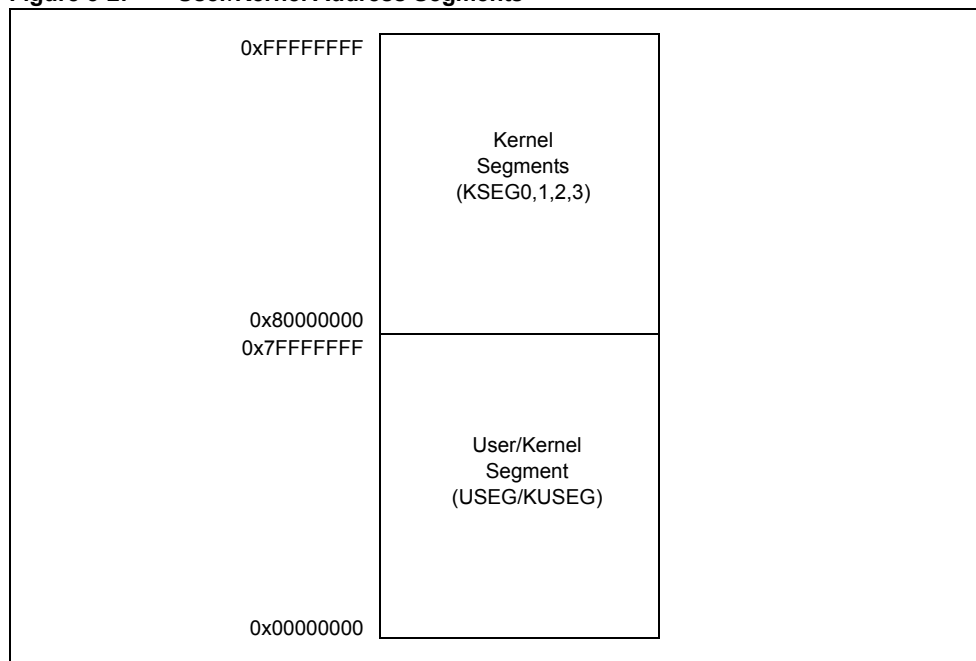 0xFFFFFFFF
Kernel
Segments
(KSEG0,1,2,3)
0x80000000
0x7FFFFFFF
User/Kernel
Segment
(USEG/KUSEG)
0x00000000